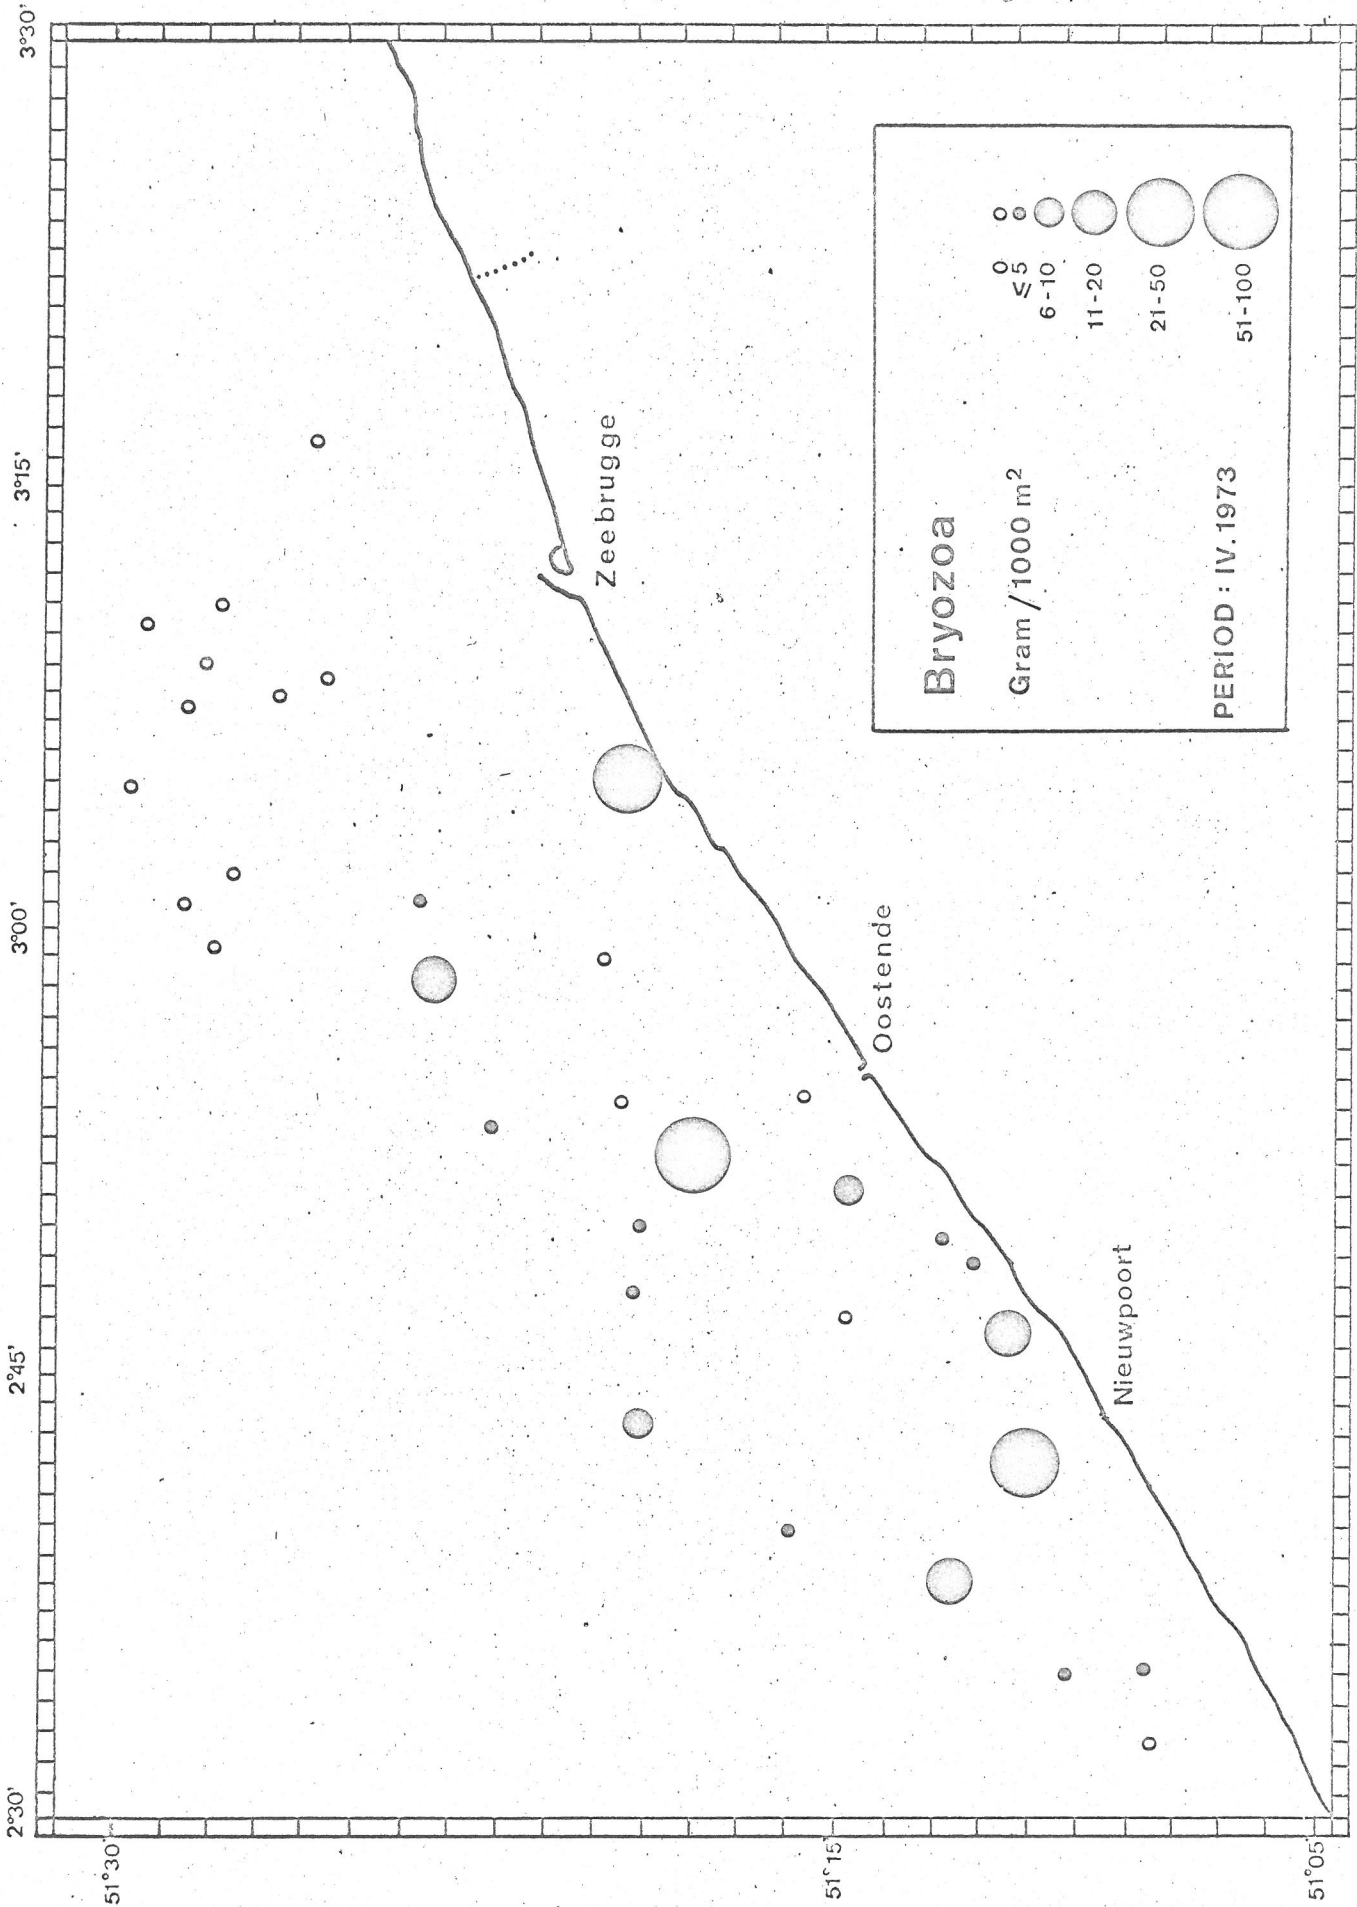 51°30'
51°15'
51°05'
2°30'
2°45'
3°00'
3°15'
3°30'
Zeebrugge
Oostende
Nieuwpoort
Bryozoa
Gram/1000 m²
PERIOD : IV.1973
0
≤5
6-10
11-20
21-50
51-100